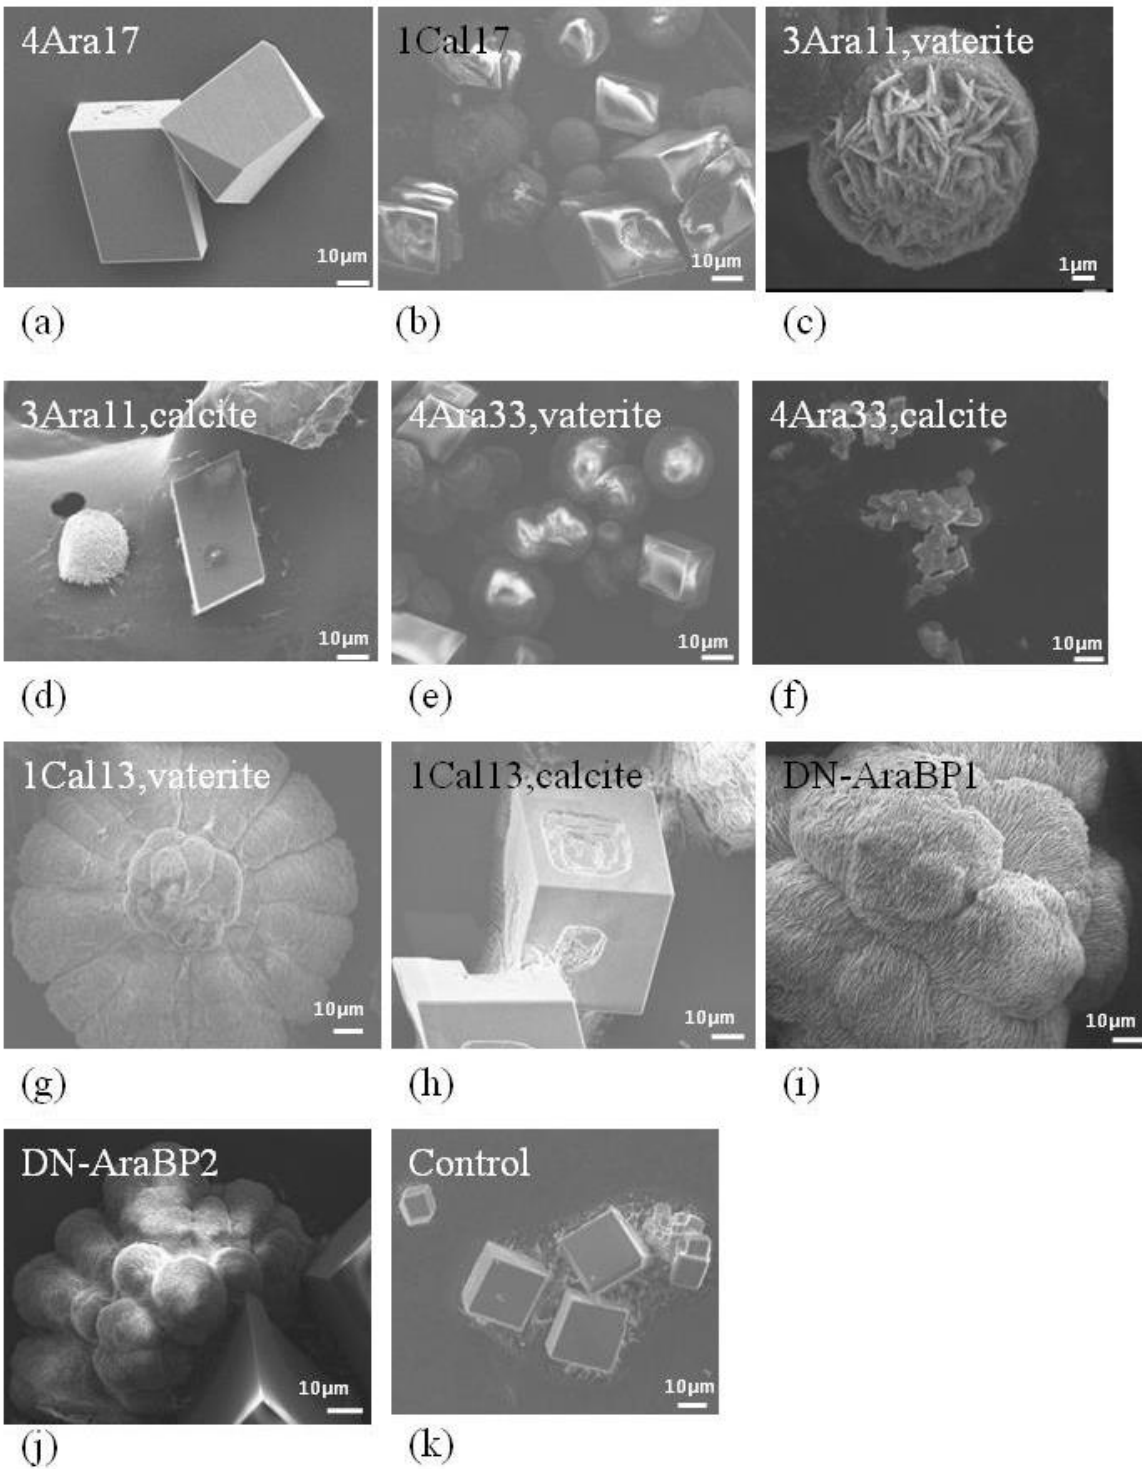 4Ara17
1Cal17
3Ara11,vaterite
10µm
10µm
1µm
(a)
(b)
(c)
3Ara11,calcite
4Ara33,vaterite
4Ara33,calcite
10µm
10µm
10µm
(d)
(e)
(f)
1Cal13,vaterite
1Cal13,calcite
DN-AraBP1
10µm
10µm
10µm
(g)
(h)
(i)
DN-AraBP2
Control
10µm
10µm
(j)
(k)